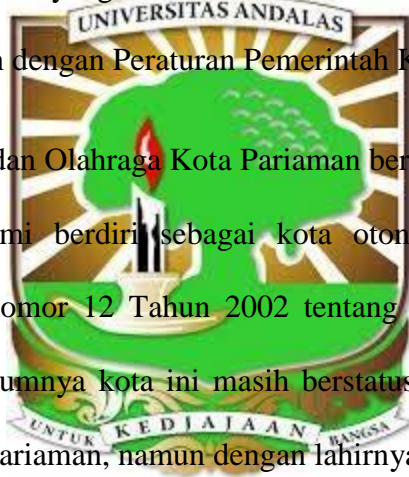 UNIVERSITAS ANDALAS
dengan Peraturan Pemerintah K
dan Olahraga Kota Pariaman ber
mi berdiri sebagai kota oton
omor 12 Tahun 2002 tentang
umnya kota ini masih berstatus
UNTUK KEDJAJAAN BANGSA
ariaman, namun dengan lahirnya